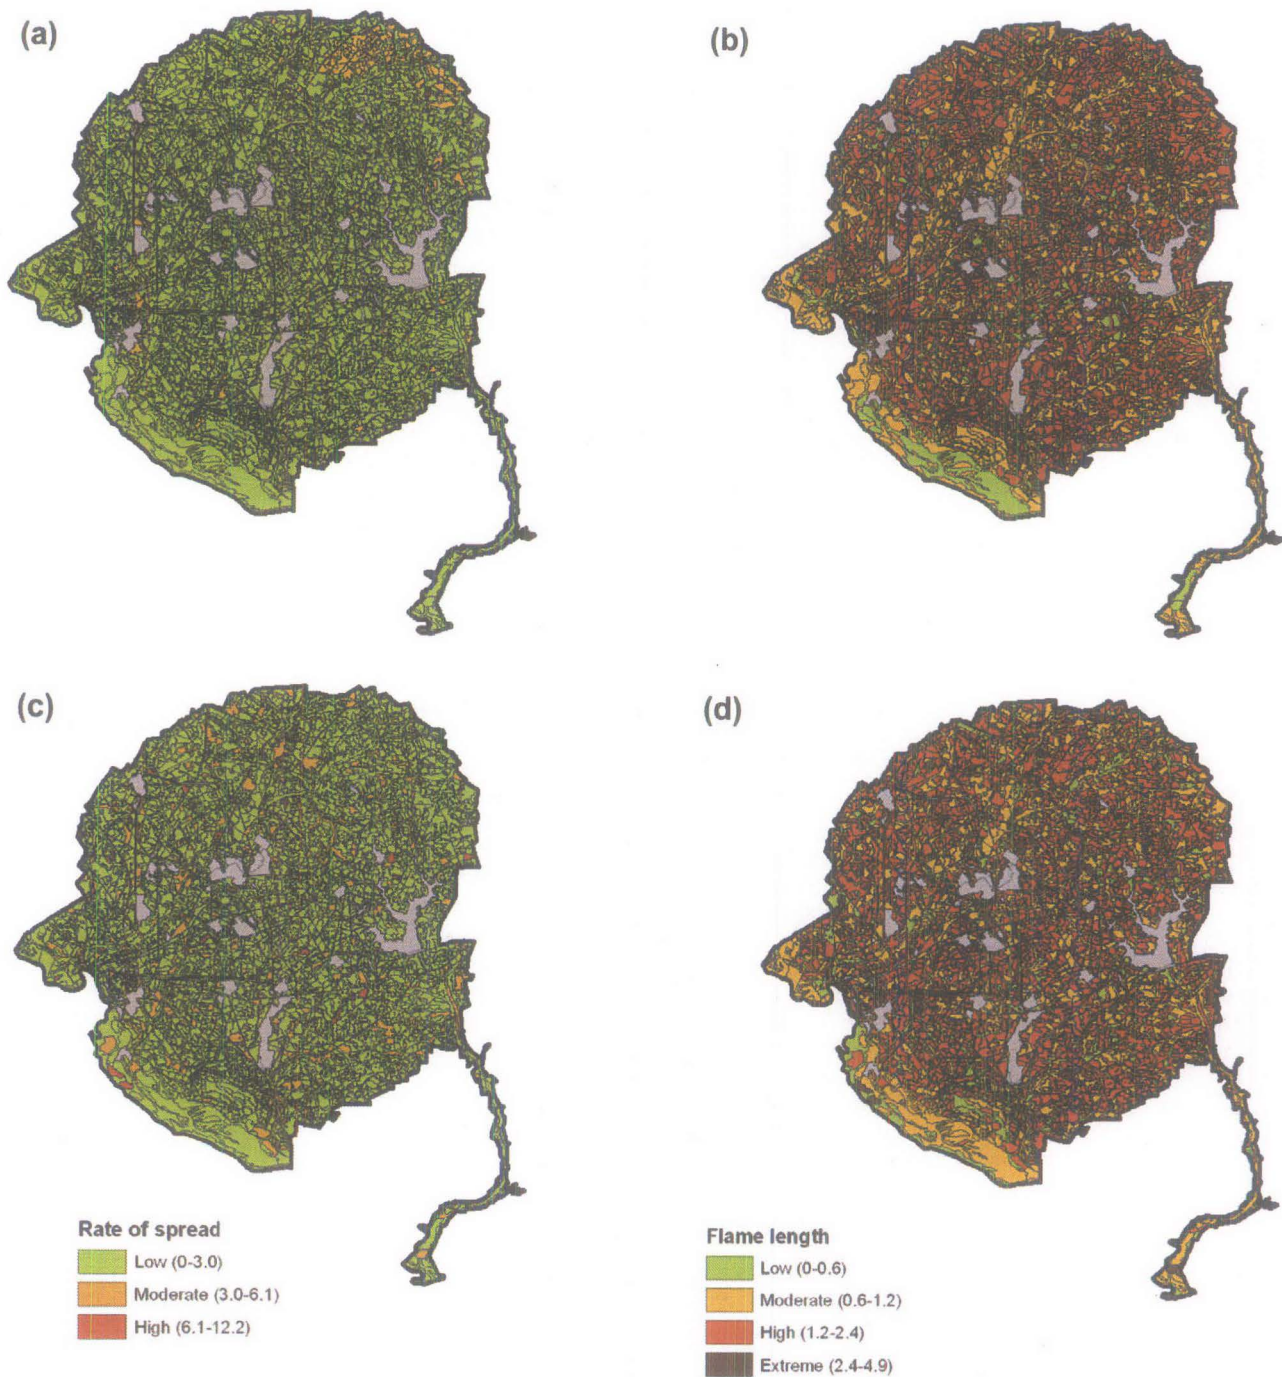 (a)
(b)
(c)
(d)
Rate of spread
Low (0-3.0)
Moderate (3.0-6.1)
High (6.1-12.2)
Flame length
Low (0-0.6)
Moderate (0.6-1.2)
High (1.2-2.4)
Extreme (2.4-4.9)